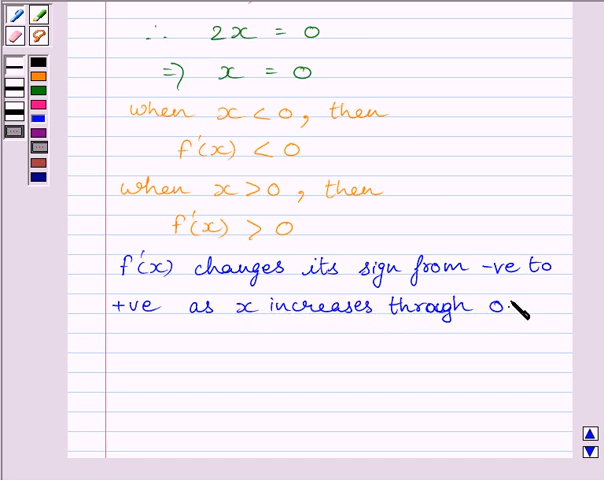 ∴ 2x = 0
⇒ x = 0
when x < 0, then
f'(x) < 0
when x > 0, then
f'(x) > 0
f'(x) changes its sign from -ve to
+ve as x increases through 0.